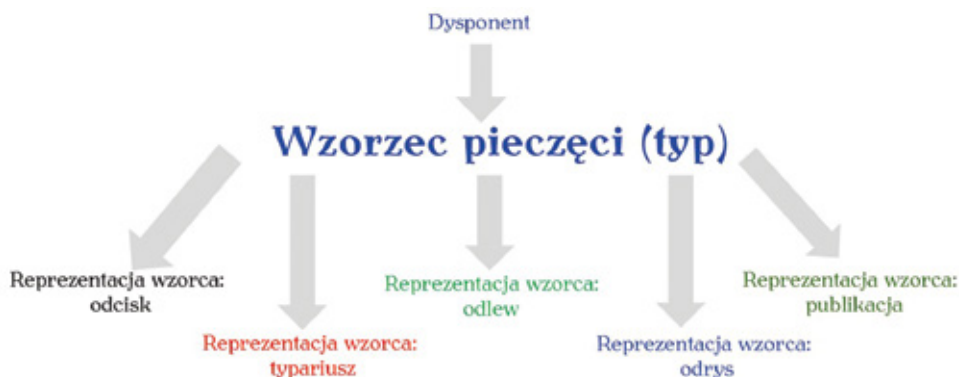 Dysponent
Wzorzec pieczęci (typ)
Reprezentacja wzorca:
odcisk
Reprezentacja wzorca:
typariusz
Reprezentacja wzorca:
odlew
Reprezentacja wzorca:
odrys
Reprezentacja wzorca:
publikacja